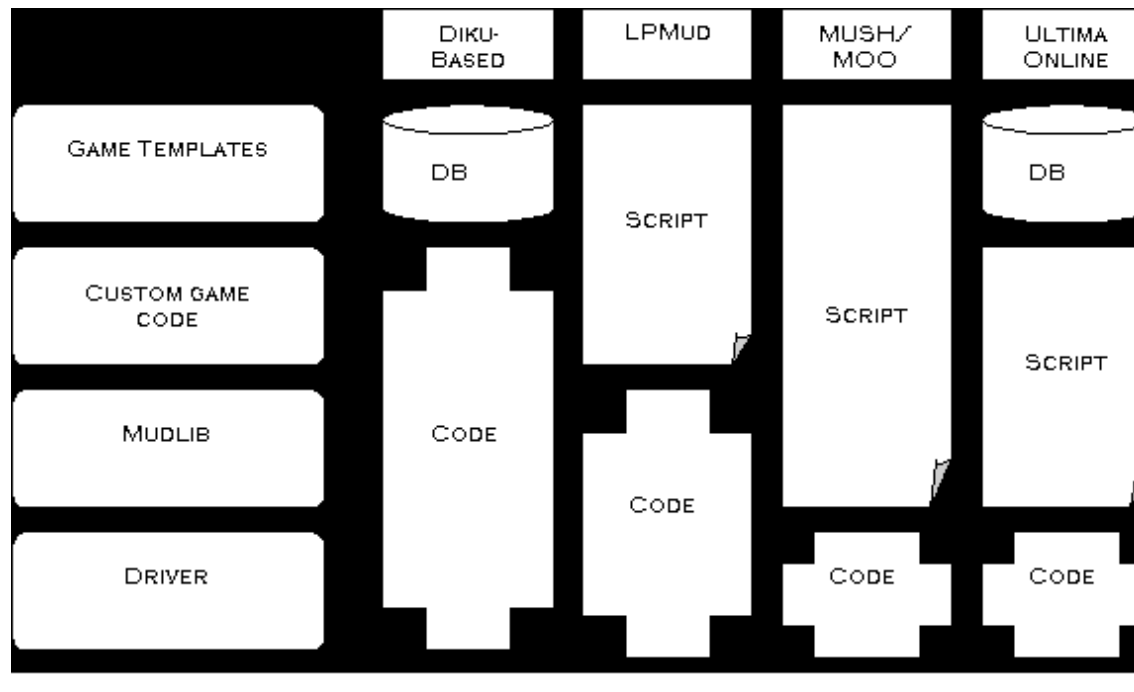 DIKU-
BASED
LPMUD
MUSH/
MOO
ULTIMA
ONLINE
GAME TEMPLATES
DB
SCRIPT
SCRIPT
DB
CUSTOM GAME
CODE
SCRIPT
MUDLIB
CODE
CODE
DRIVER
CODE
CODE